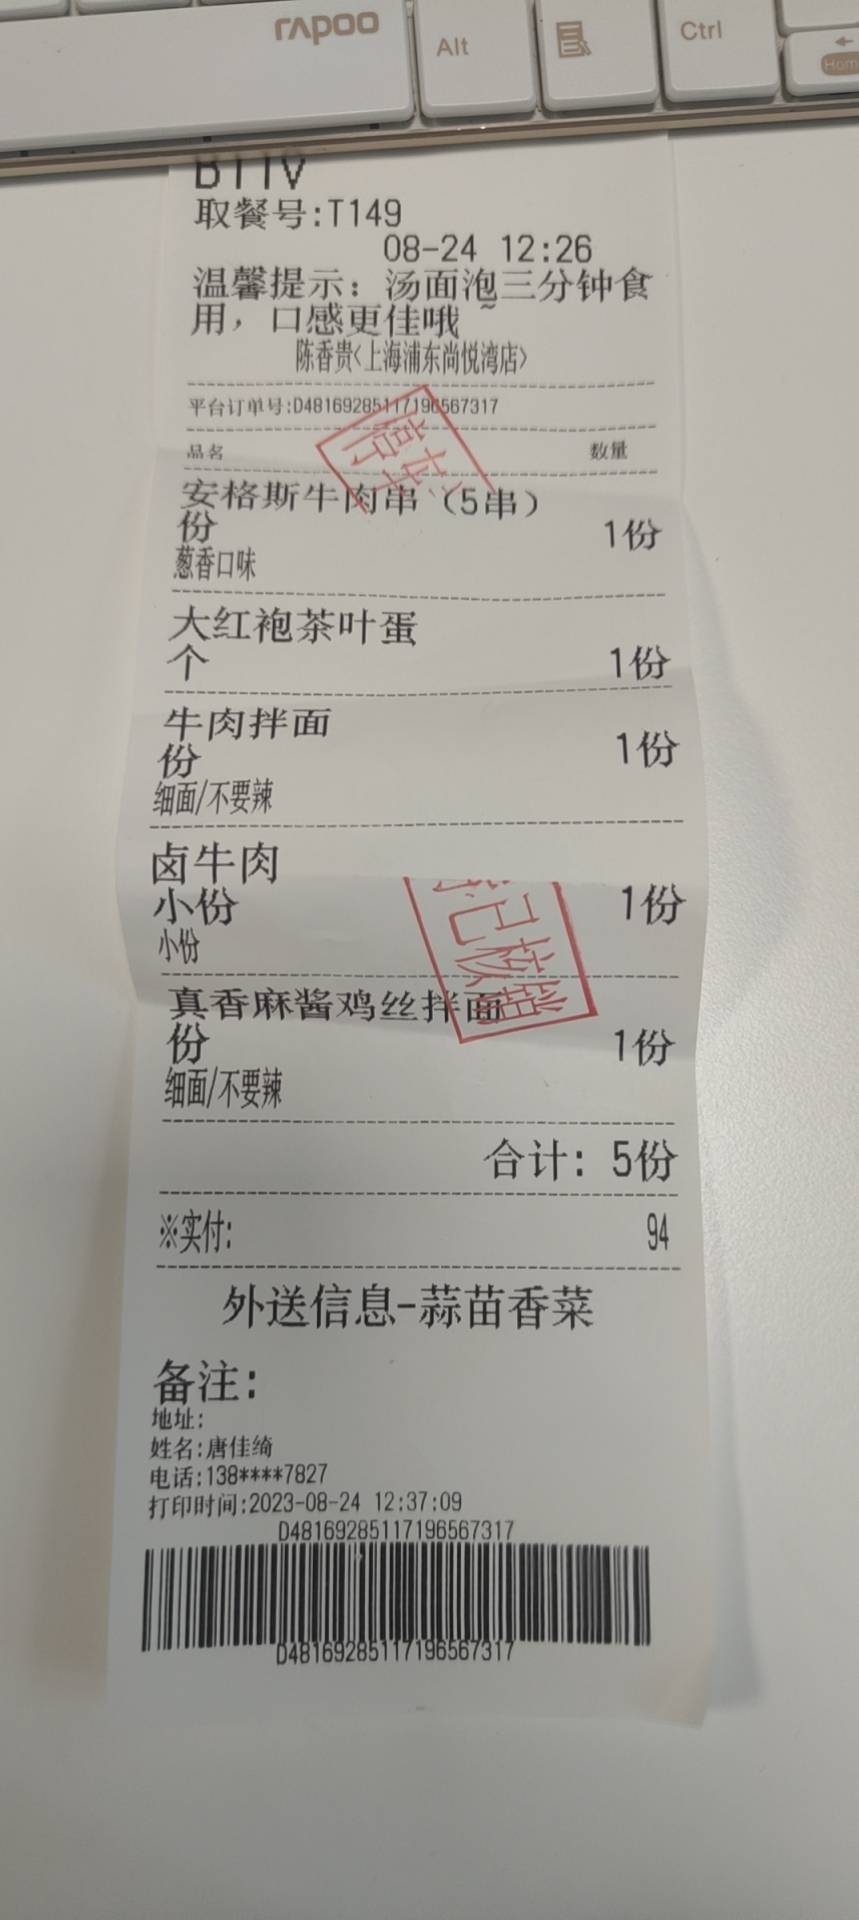 rapoo
Alt
Ctrl
Home
取餐号:T149
08-24 12:26
温馨提示: 汤面泡三分钟食
用, 口感更佳哦~
陈香贵<上海浦东尚悦湾店>
平台订单号:D481692851171965​67317
品名 数量
安格斯牛肉串（5串）
份 1份
葱香口味
大红袍茶叶蛋
个 1份
牛肉拌面
份 1份
细面/不要辣
卤牛肉
小份 1份
小份
真香麻酱鸡丝拌面
份 1份
细面/不要辣
合计: 5份
※实付: 94
外送信息-蒜苗香菜
备注:
地址:
姓名:唐佳绮
电话:138****7827
打印时间:2023-08-24 12:37:09
D48169285117196567317
D48169285117196567317